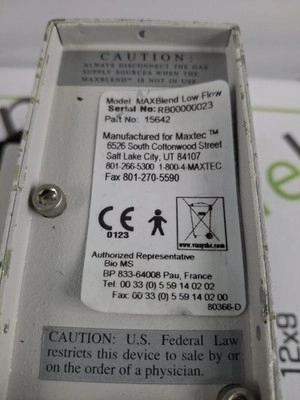 CAUTION:
ALWAYS DISCONNECT THE GAS
SUPPLY SOURCES WHEN THE
MAXBLEND IS
Model: MAXBlend Low Flow
Serial No: RB00000023
Part No: 15642
Manufactured for Maxtec™
6526 South Cottonwood Street
Salt Lake City, UT 84107
801-266-5300 1-800-4-MAXTEC
Fax 801-270-5590
CE
0123
Authorized Representative
Bio MS
BP 833-64008 Pau, France
Tel: 00 33 (0) 5 59 14 02 00
Fax: 00 33 (0) 5 59 14 02 02
80366-D
CAUTION: U.S. Federal Law
restricts this device to sale by or
on the order of a physician.
12x9